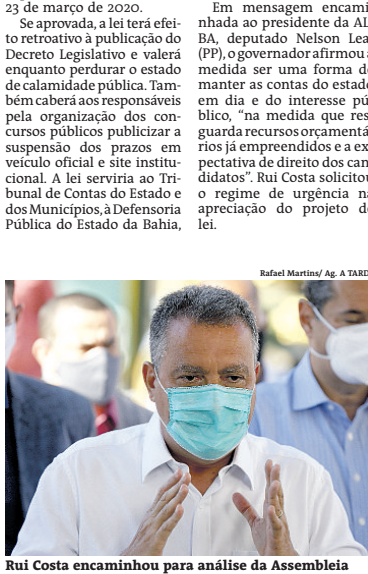 23 de março de 2020.
Se aprovada, a lei terá efei-
to retroativo à publicação do
Decreto Legislativo e valerá
enquanto perdurar o estado
de calamidade pública. Tam-
bém caberá aos responsáveis
pela organização dos con-
cursos públicos publicizar a
suspensão dos prazos em
veículo oficial e site institu-
cional. A lei serviria ao Tri-
bunal de Contas do Estado e
dos Municípios, à Defensoria
Pública do Estado da Bahia,
Em mensagem encami
nhada ao presidente da AL
BA, deputado Nelson Lea
(PP), o governador afirmou a
medida ser uma forma d
manter as contas do estado
em dia e do interesse pú
blico, “na medida que res
guarda recursos orçamentá
rios já empreendidos e a ex
pectativa de direito dos can
didatos”. Rui Costa solicitou
o regime de urgência na
apreciação do projeto d
lei.
Rafael Martins/ Ag. A TARD
Rui Costa encaminhou para análise da Assembleia